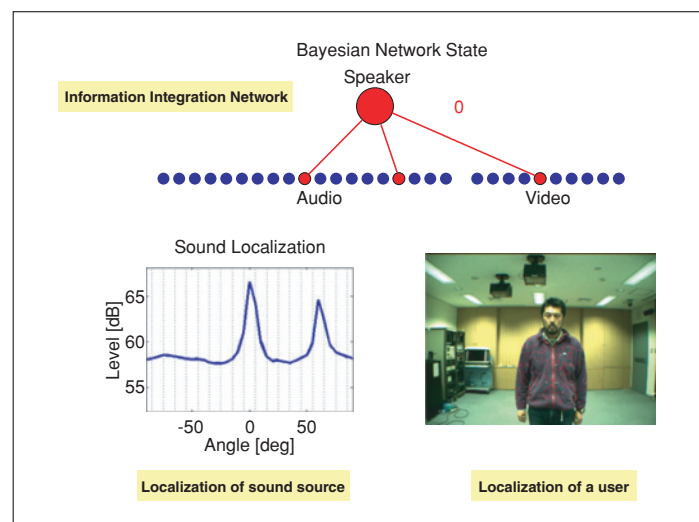 Bayesian Network State
Speaker
Information Integration Network
0
Audio
Video
Sound Localization
Level [dB]
65
58
55
-50
0
50
Angle [deg]
Localization of sound source
Localization of a user